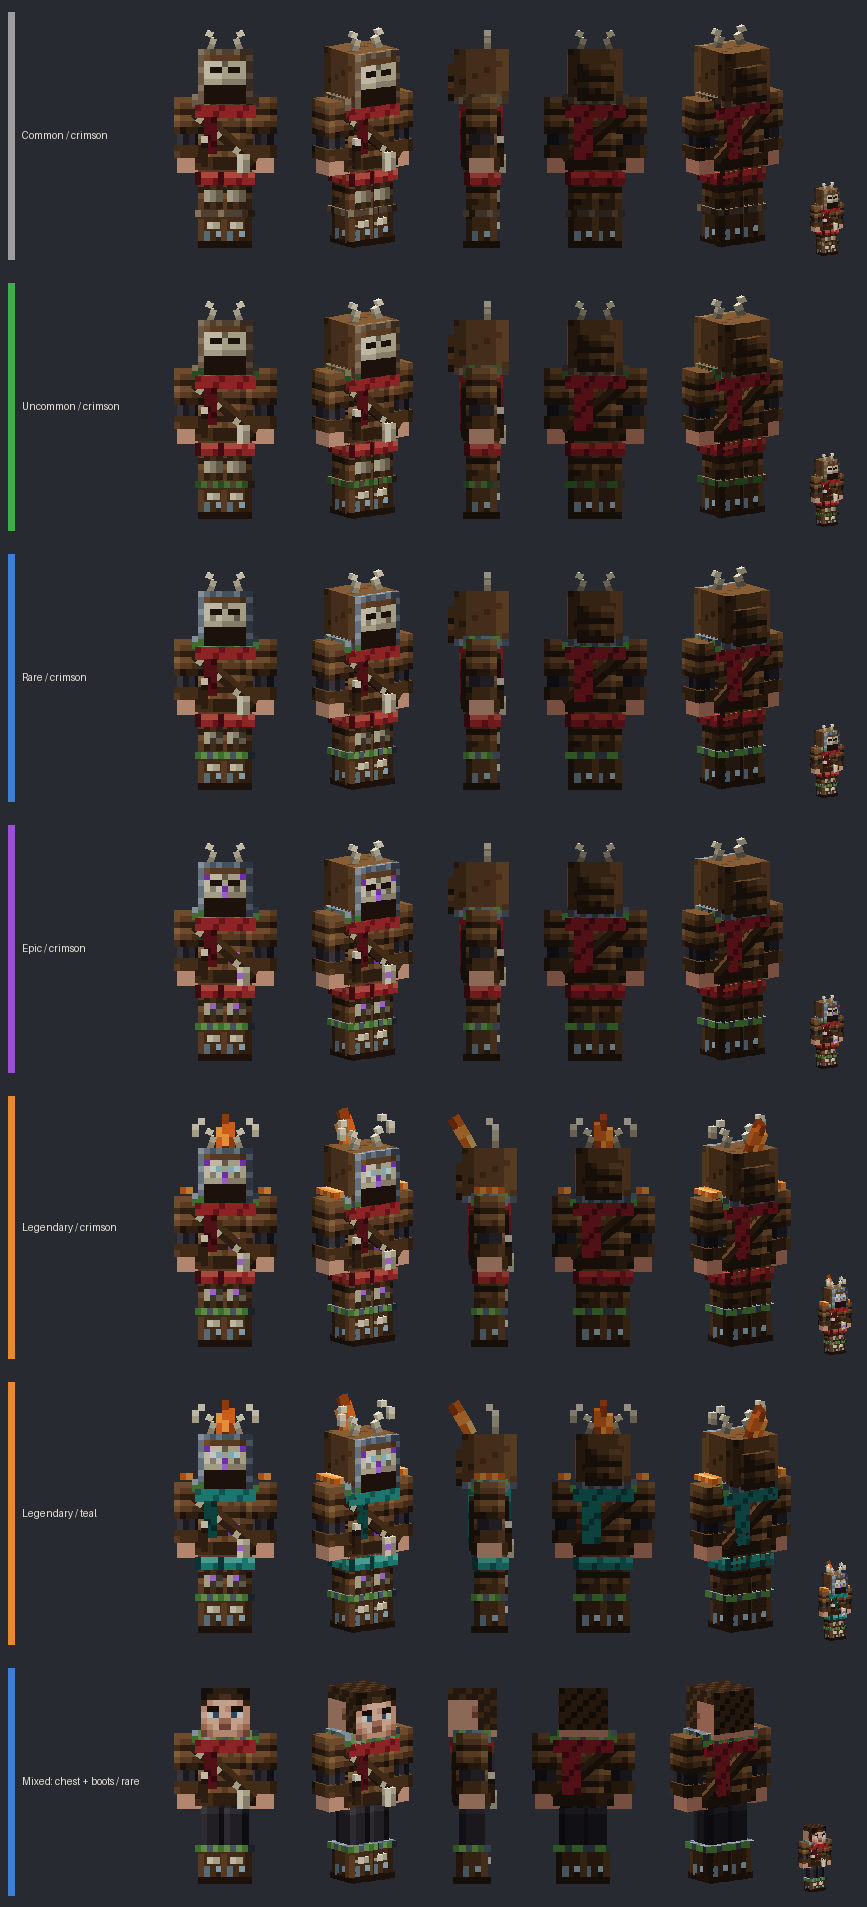 Common / crimson
Uncommon / crimson
Rare / crimson
Epic / crimson
Legendary / crimson
Legendary / teal
Mixed: chest + boots / rare